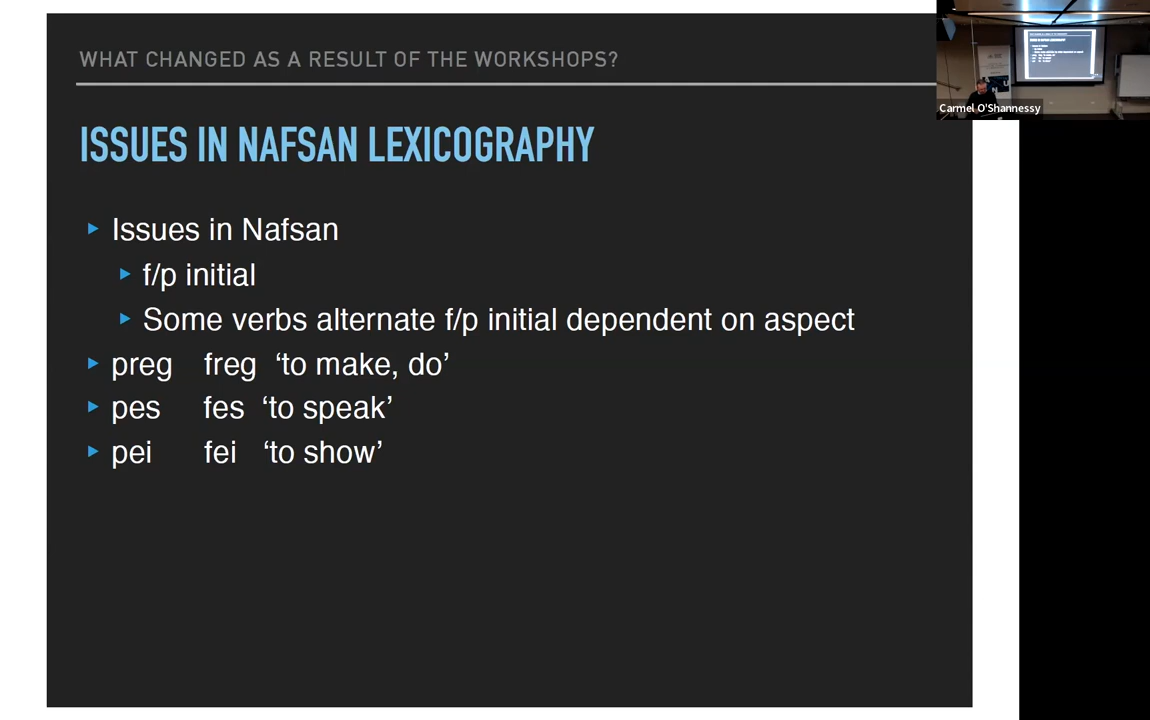 WHAT CHANGED AS A RESULT OF THE WORKSHOPS?
ISSUES IN NAFSAN LEXICOGRAPHY
Issues in Nafsan
f/p initial
Some verbs alternate f/p initial dependent on aspect
preg freg ‘to make, do’
pes fes ‘to speak’
pei fei ‘to show’
Carmel O'Shannessy